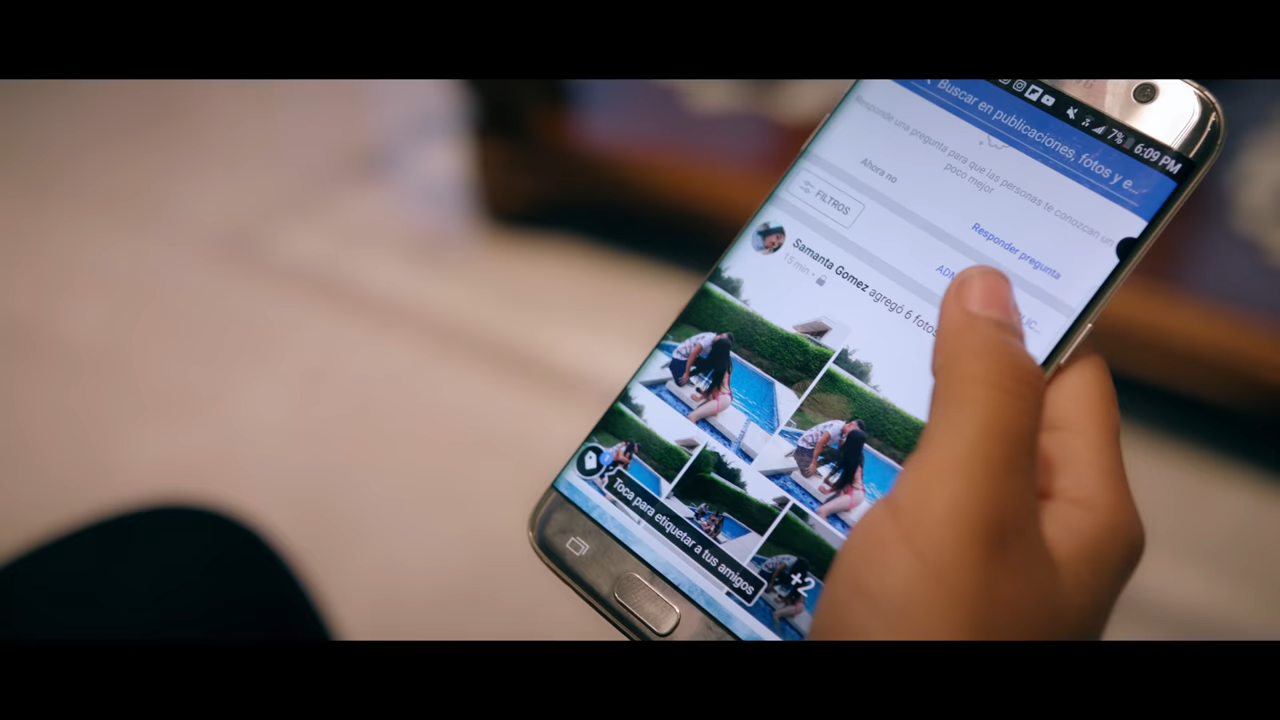 7% 6:09 PM
Buscar en publicaciones, fotos y e...
Responde una pregunta para que las personas te conozcan un
poco mejor
Ahora no
Responder pregunta
FILTROS
Samanta Gomez agregó 6 fotos
15 min
+2
Toca para etiquetar a tus amigos